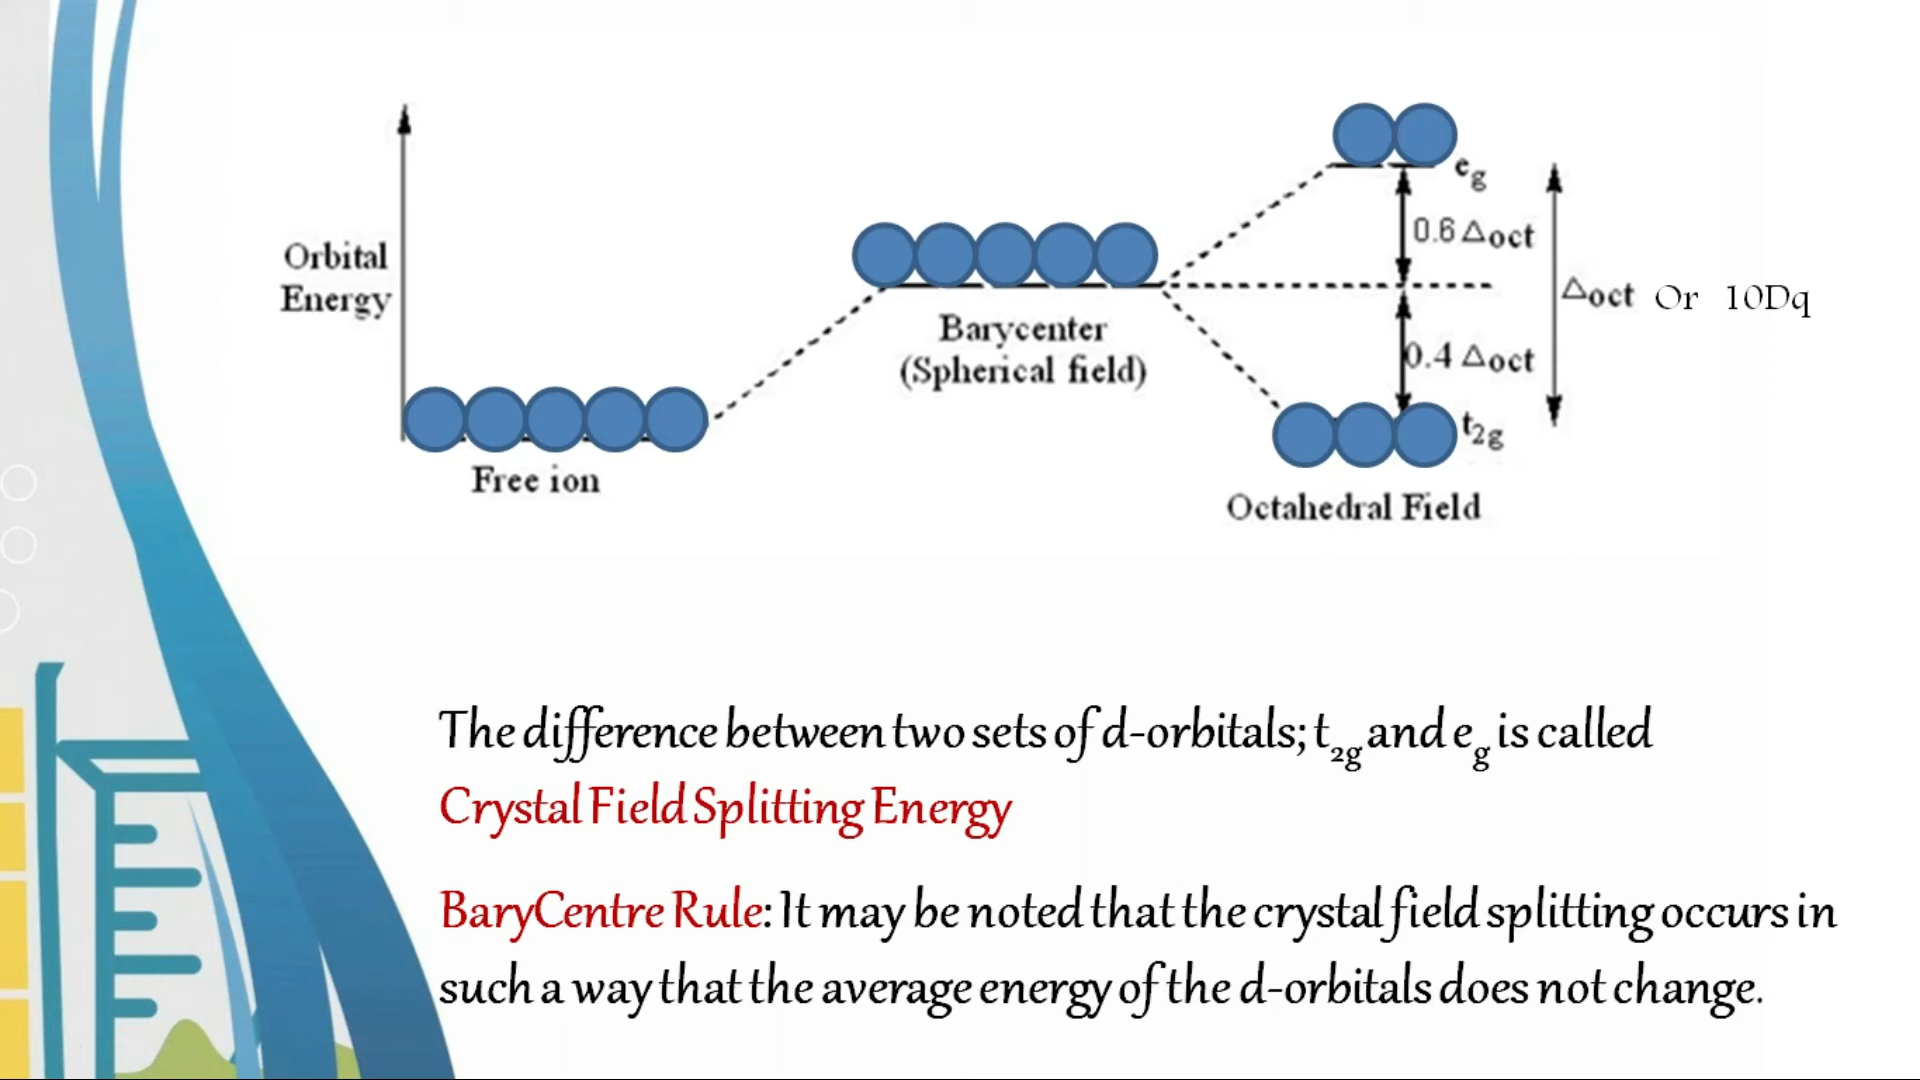 Orbital
Energy
Free ion
Barycenter
(Spherical field)
eg
0.6 Δoct
Δoct Or 10Dq
0.4 Δoct
t2g
Octahedral Field
The difference between two sets of d-orbitals; t2g and eg is called
Crystal Field Splitting Energy
BaryCentre Rule: It may be noted that the crystal field splitting occurs in
such a way that the average energy of the d-orbitals does not change.